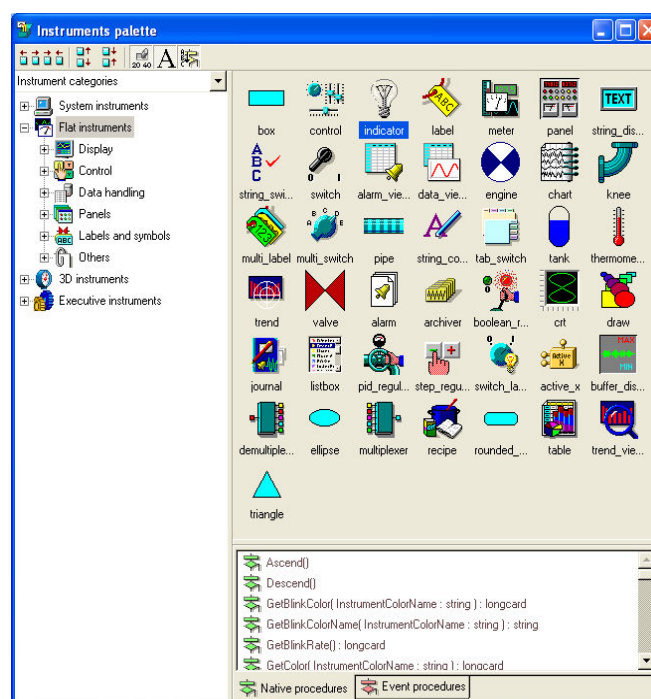 Instruments palette
20 40 A
Instrument categories
System instruments
Flat instruments
Display
Control
Data handling
Panels
Labels and symbols
Others
3D instruments
Executive instruments
box control indicator label meter panel string_dis...
string_swi... switch alarm_vie... data_vie... engine chart knee
multi_label multi_switch pipe string_co... tab_switch tank thermome...
trend valve alarm archiver boolean_r... crt draw
journal listbox pid_regul... step_regu... switch_la... active_x buffer_dis...
demultiple... ellipse multiplexer recipe rounded_... table trend_vie...
triangle
Ascend()
Descend()
GetBlinkColor( InstrumentColorName : string ) : longcard
GetBlinkColorName( InstrumentColorName : string ) : string
GetBlinkRate() : longcard
GetColor( InstrumentColorName : string ) : longcard
Native procedures Event procedures